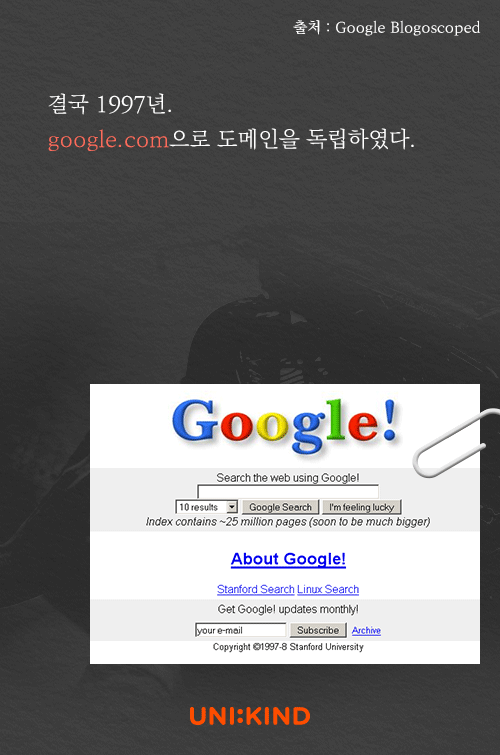 출처 : Google Blogoscoped
결국 1997년.
google.com으로 도메인을 독립하였다.
Google!
Search the web using Google!
10 results Google Search I'm feeling lucky
Index contains ~25 million pages (soon to be much bigger)
About Google!
Stanford Search Linux Search
Get Google! updates monthly!
your e-mail Subscribe Archive
Copyright ©1997-8 Stanford University
UNI:KIND